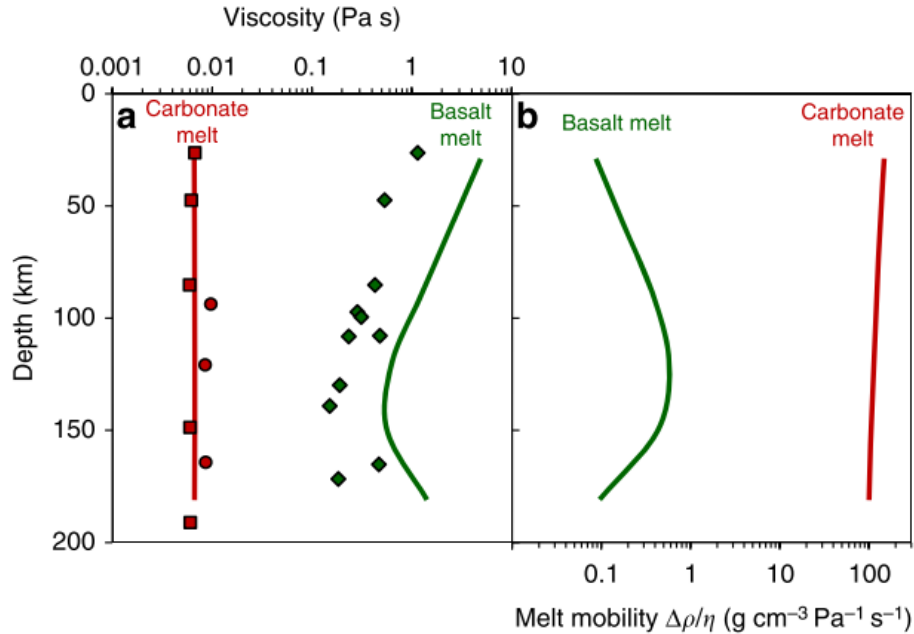 Viscosity (Pa s)
0.001 0.01 0.1 1 10
0
a Carbonate melt
Basalt melt
b Basalt melt
Carbonate melt
50
100
150
200
Depth (km)
0.1 1 10 100
Melt mobility Δρ/η (g cm⁻³ Pa⁻¹ s⁻¹)